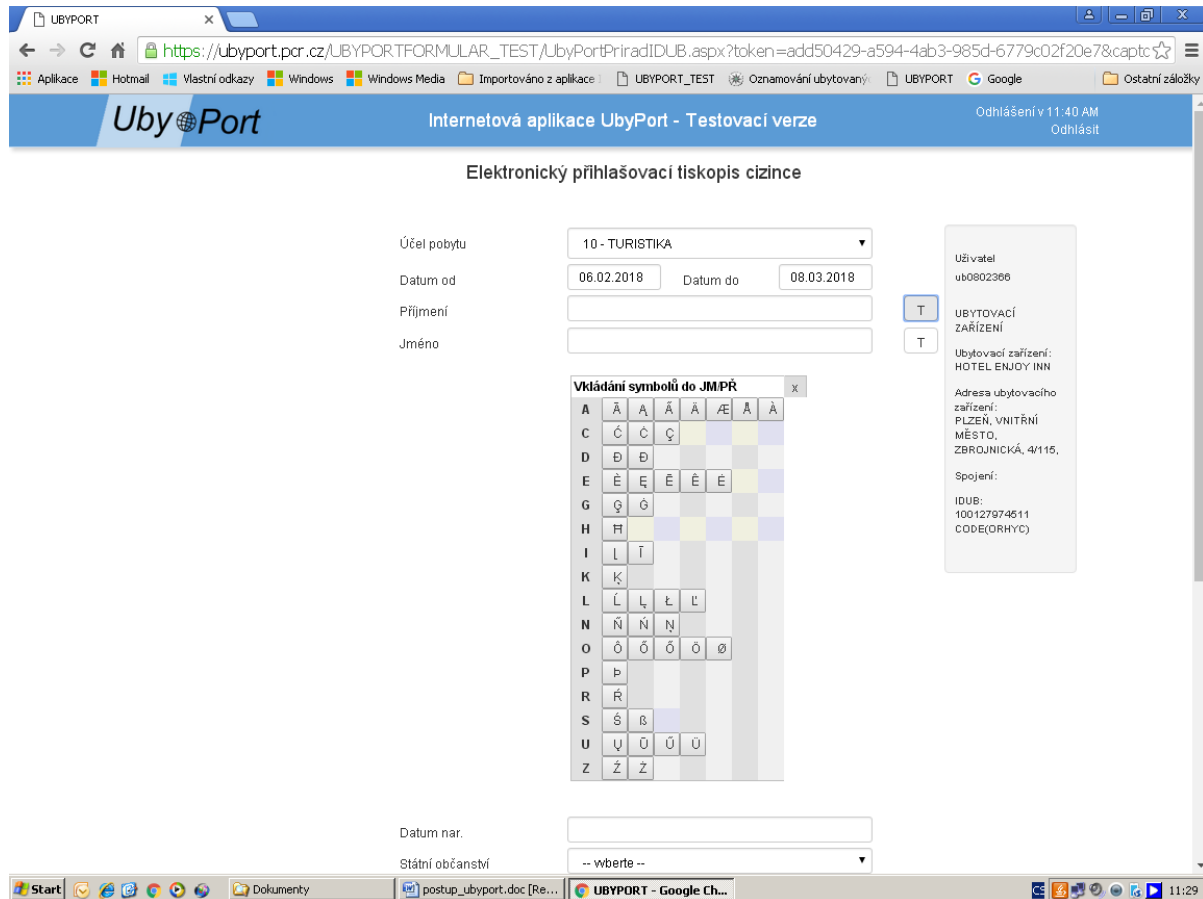 UBYPORT
https://ubyport.pcr.cz/UBYPORTFORMULAR_TEST/UbyPortPriradIDUB.aspx?token=add50429-a594-4ab3-985d-6779c02f20e7&captc
Aplikace Hotmail Vlastní odkazy Windows Windows Media Importováno z aplikace UBYPORT_TEST Oznamování ubytovanýc UBYPORT Google Ostatní záložky
UbyPort Internetová aplikace UbyPort - Testovací verze
Odhlášení v 11:40 AM
Odhlásit
Elektronický přihlašovací tiskopis cizince
Účel pobytu 10 - TURISTIKA
Datum od 06.02.2018 Datum do 08.03.2018
Příjmení T
Jméno T
Uživatel
ub0802366
UBYTOVACÍ
ZAŘÍZENÍ
Ubytovací zařízení:
HOTEL ENJOY INN
Adresa ubytovacího
zařízení:
PLZEŇ, VNITŘNÍ
MĚSTO,
ZBROJNICKÁ, 4/115,
Spojení:
IDUB:
100127974511
CODE(ORHYC)
Vkládání symbolů do JM/PŘ x
A Ā Ą Ã Ä Æ Å À
C Ć Ċ Ç
D Đ Đ
E È Ę Ē Ê Ė
G Ģ Ġ
H Ħ
I Į Ī
K Ķ
L Ĺ Ļ Ł Ľ
N Ñ Ń Ņ
O Ô Ő Õ Ö Ø
P Þ
R Ŕ
S Ś ß
U Ų Ū Ű Ü
Z Ź Ż
Datum nar.
Státní občanství -- vyberte --
Start Dokumenty postup_ubyport.doc [Re... UBYPORT - Google Ch... CS 11:29